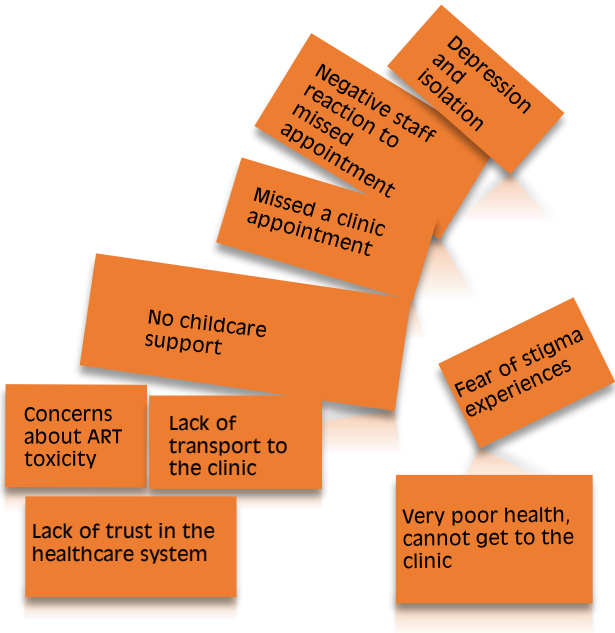 Depression
and
isolation
Negative staff
reaction to
missed
appointment
Missed a clinic
appointment
No childcare
support
Fear of stigma
experiences
Concerns
about ART
toxicity
Lack of
transport to
the clinic
Lack of trust in the
healthcare system
Very poor health,
cannot get to the
clinic